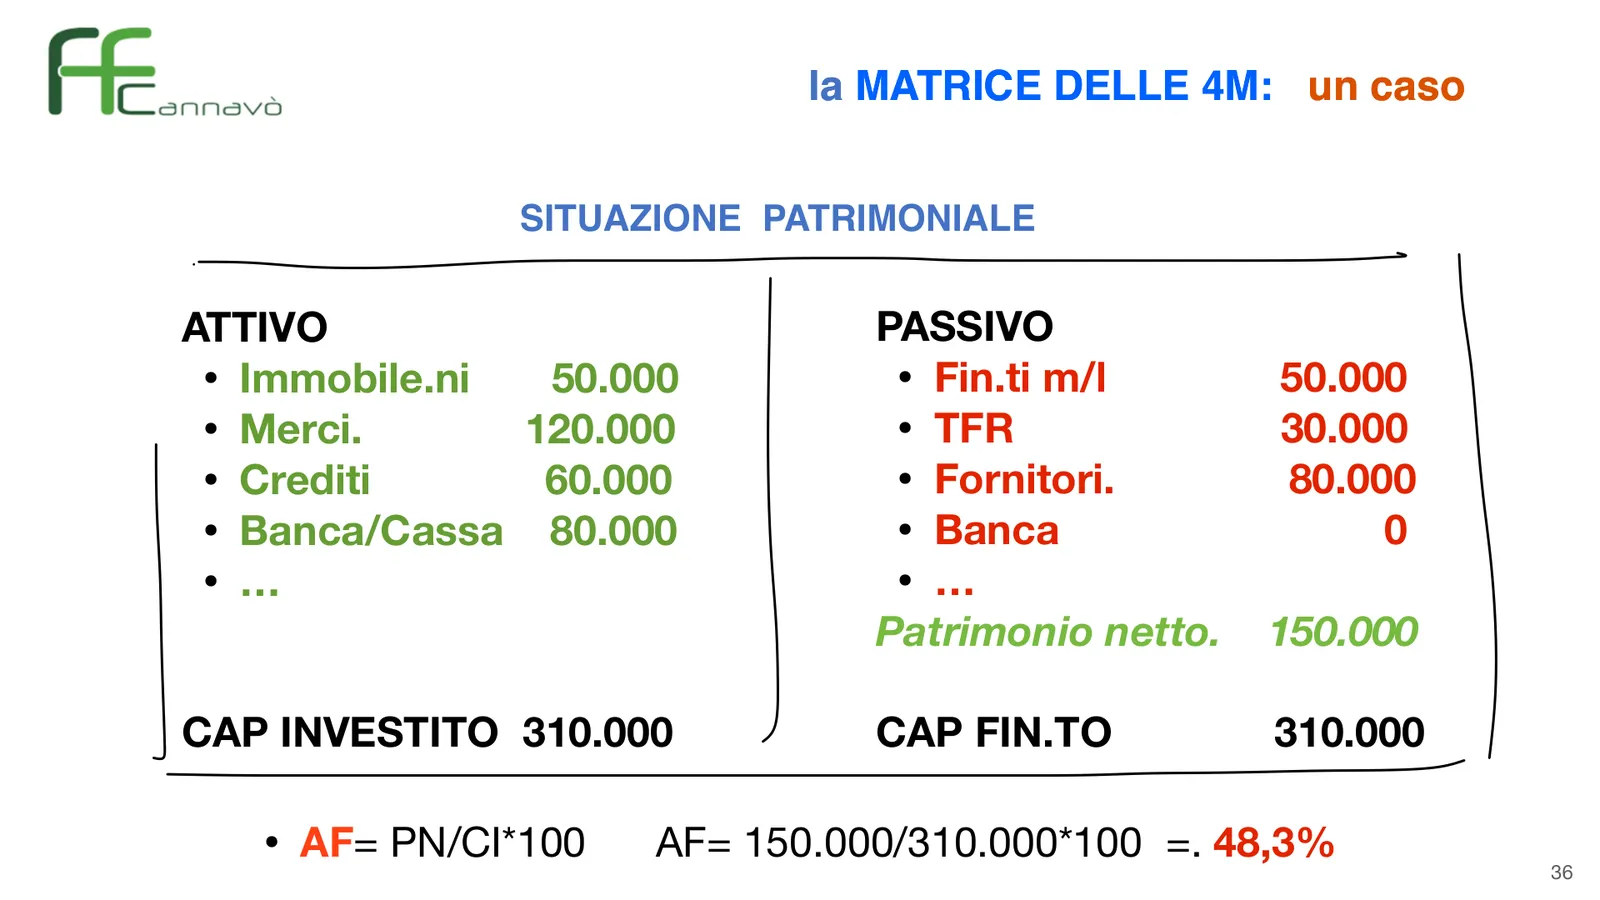 FFC annavò
la MATRICE DELLE 4M: un caso
SITUAZIONE PATRIMONIALE
ATTIVO
• Immobile.ni 50.000
• Merci. 120.000
• Crediti 60.000
• Banca/Cassa 80.000
• ...
CAP INVESTITO 310.000
PASSIVO
• Fin.ti m/l 50.000
• TFR 30.000
• Fornitori. 80.000
• Banca 0
• ...
Patrimonio netto. 150.000
CAP FIN.TO 310.000
• AF= PN/CI*100 AF= 150.000/310.000*100 =. 48,3%
36